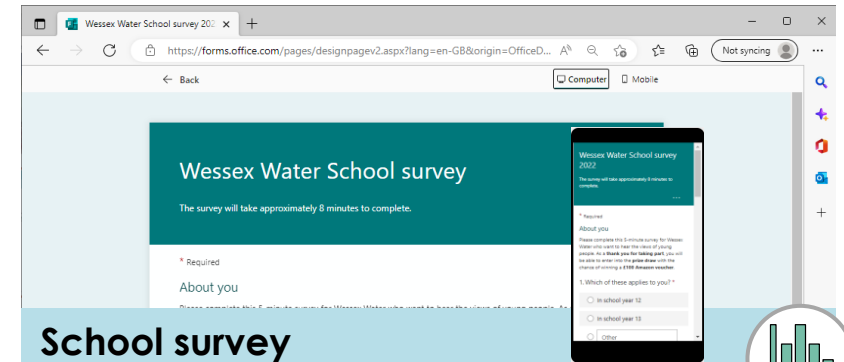 Wessex Water School survey 202
https://forms.office.com/pages/designpagev2.aspx?lang=en-GB&origin=OfficeD...
Not syncing
Back
Computer
Mobile
Wessex Water School survey
The survey will take approximately 8 minutes to complete.
* Required
About you
Wessex Water School survey
2022
The survey will take approximately 8 minutes to
complete.
* Required
About you
Please complete this 5-minute survey for Wessex
Water who want to hear the views of young
people. As a thank you for taking part, you will
be able to enter into the prize draw with the
chance of winning a £100 Amazon voucher.
1. Which of these applies to you? *
In school year 12
In school year 13
Other
School survey